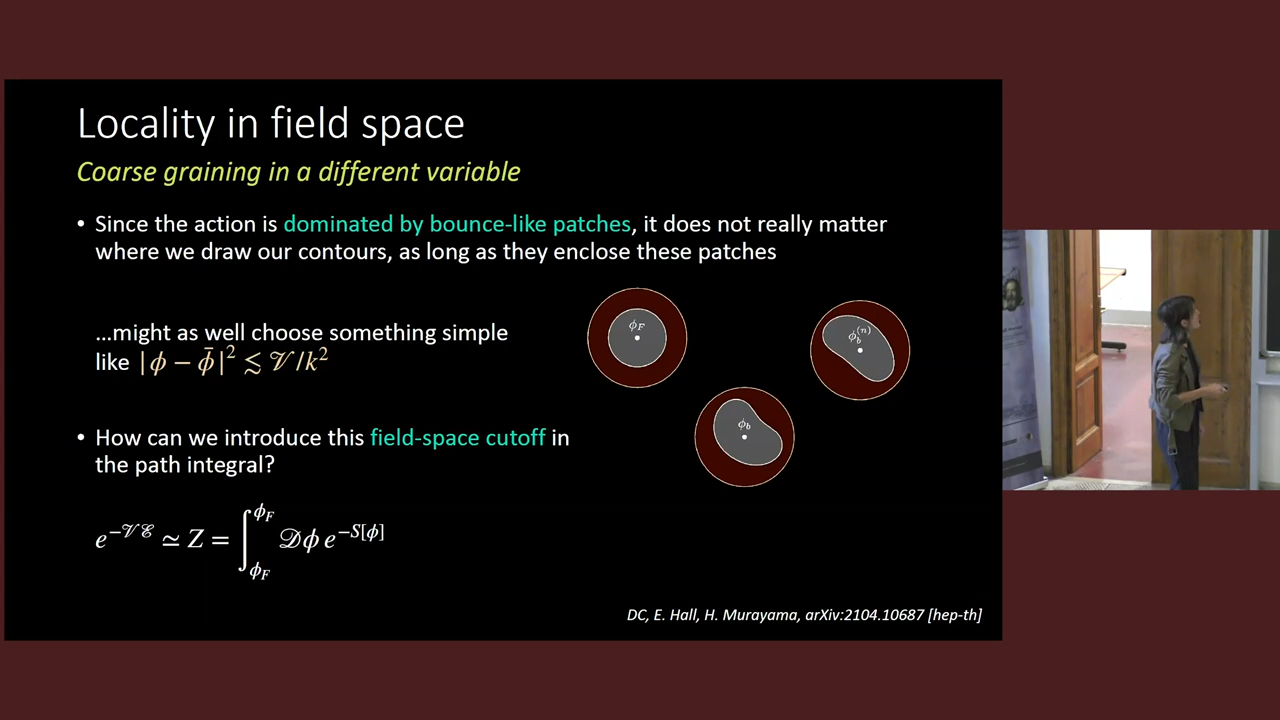 Locality in field space
Coarse graining in a different variable
• Since the action is dominated by bounce-like patches, it does not really matter
where we draw our contours, as long as they enclose these patches
…might as well choose something simple
like |ϕ − ϕ̄|² ≲ 𝒱/k²
ϕ_F
ϕ_b^(n)
ϕ_b
• How can we introduce this field-space cutoff in
the path integral?
e^{−𝒱ℰ} ≃ Z = ∫_{ϕ_F}^{ϕ_F} 𝒟ϕ e^{−S[ϕ]}
DC, E. Hall, H. Murayama, arXiv:2104.10687 [hep-th]